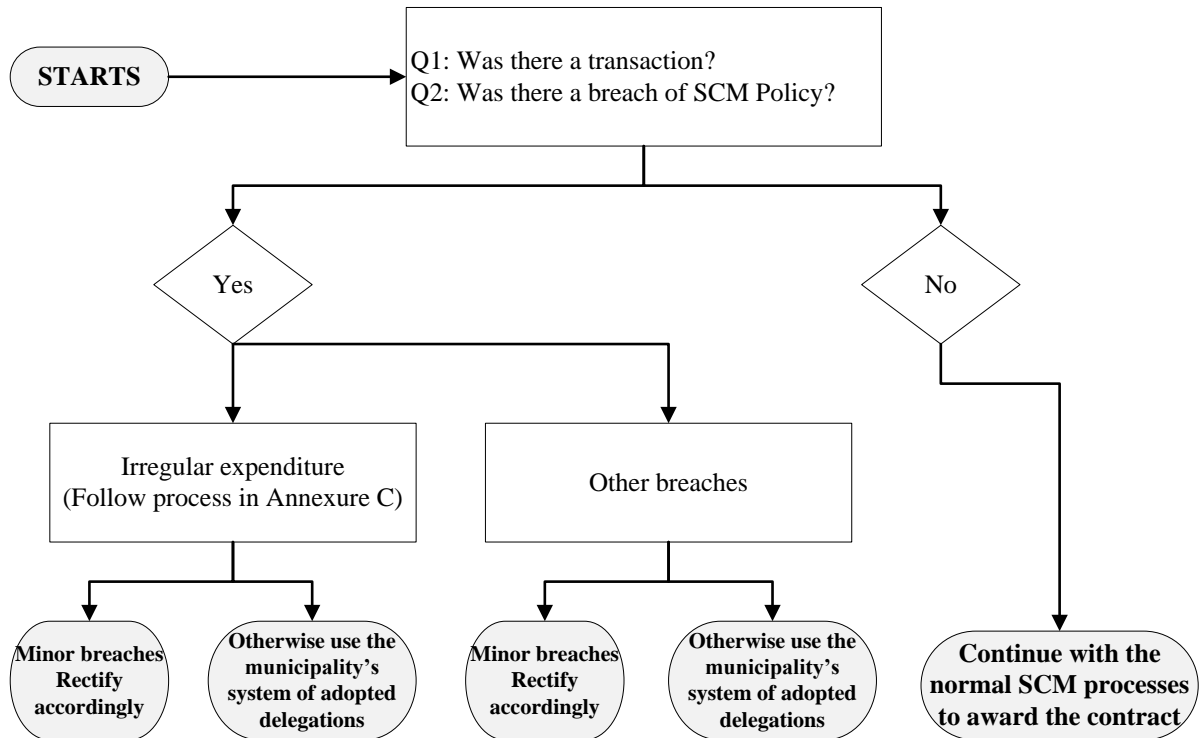 STARTS
Q1: Was there a transaction?
Q2: Was there a breach of SCM Policy?
Yes
No
Irregular expenditure
(Follow process in Annexure C)
Other breaches
Minor breaches
Rectify
accordingly
Otherwise use the
municipality’s
system of adopted
delegations
Minor breaches
Rectify
accordingly
Otherwise use the
municipality’s
system of adopted
delegations
Continue with the
normal SCM processes
to award the contract